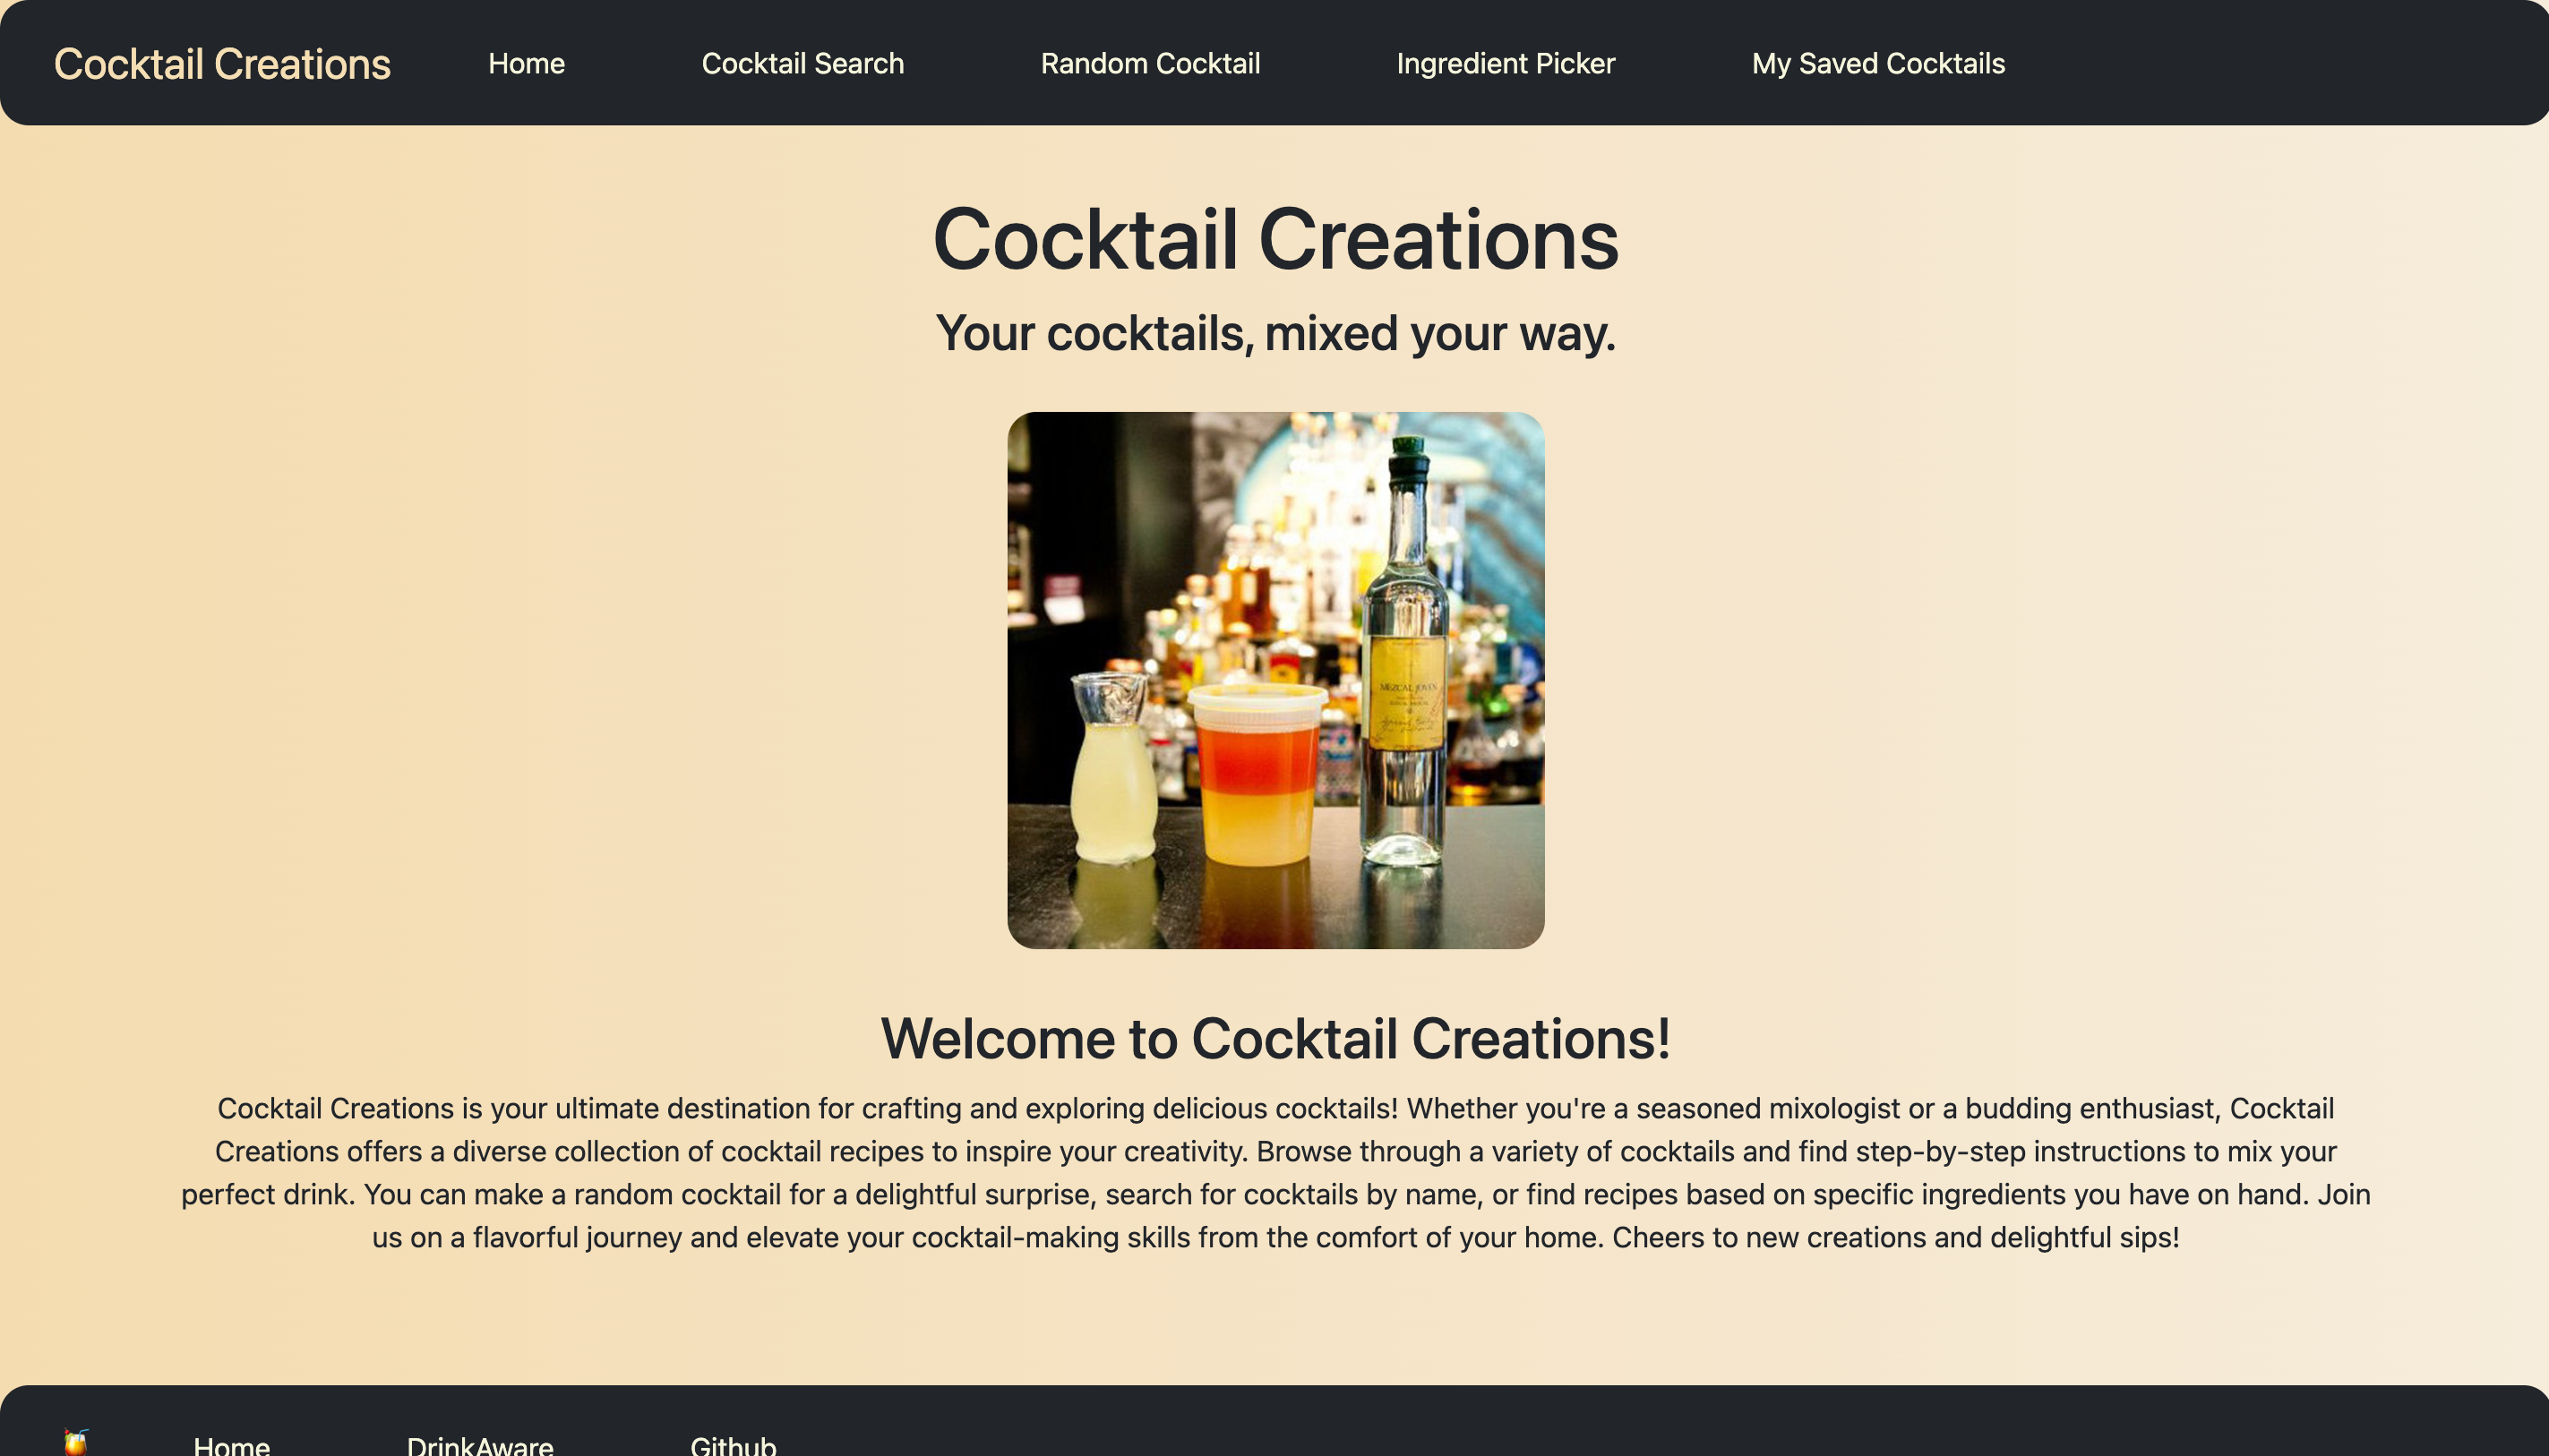 Cocktail Creations Home Cocktail Search Random Cocktail Ingredient Picker My Saved Cocktails
Cocktail Creations
Your cocktails, mixed your way.
MEZCAL JOVEN
Welcome to Cocktail Creations!
Cocktail Creations is your ultimate destination for crafting and exploring delicious cocktails! Whether you're a seasoned mixologist or a budding enthusiast, Cocktail
Creations offers a diverse collection of cocktail recipes to inspire your creativity. Browse through a variety of cocktails and find step-by-step instructions to mix your
perfect drink. You can make a random cocktail for a delightful surprise, search for cocktails by name, or find recipes based on specific ingredients you have on hand. Join
us on a flavorful journey and elevate your cocktail-making skills from the comfort of your home. Cheers to new creations and delightful sips!
Home DrinkAware Github